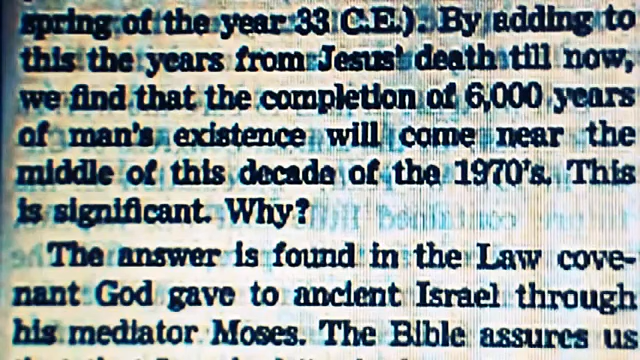 spring of the year 33 C.E.). By adding to
this the years from Jesus' death till now,
we find that the completion of 6,000 years
of man's existence will come near the
middle of this decade of the 1970's. This
is significant. Why?
The answer is found in the Law cove-
nant God gave to ancient Israel through
his mediator Moses. The Bible assures us